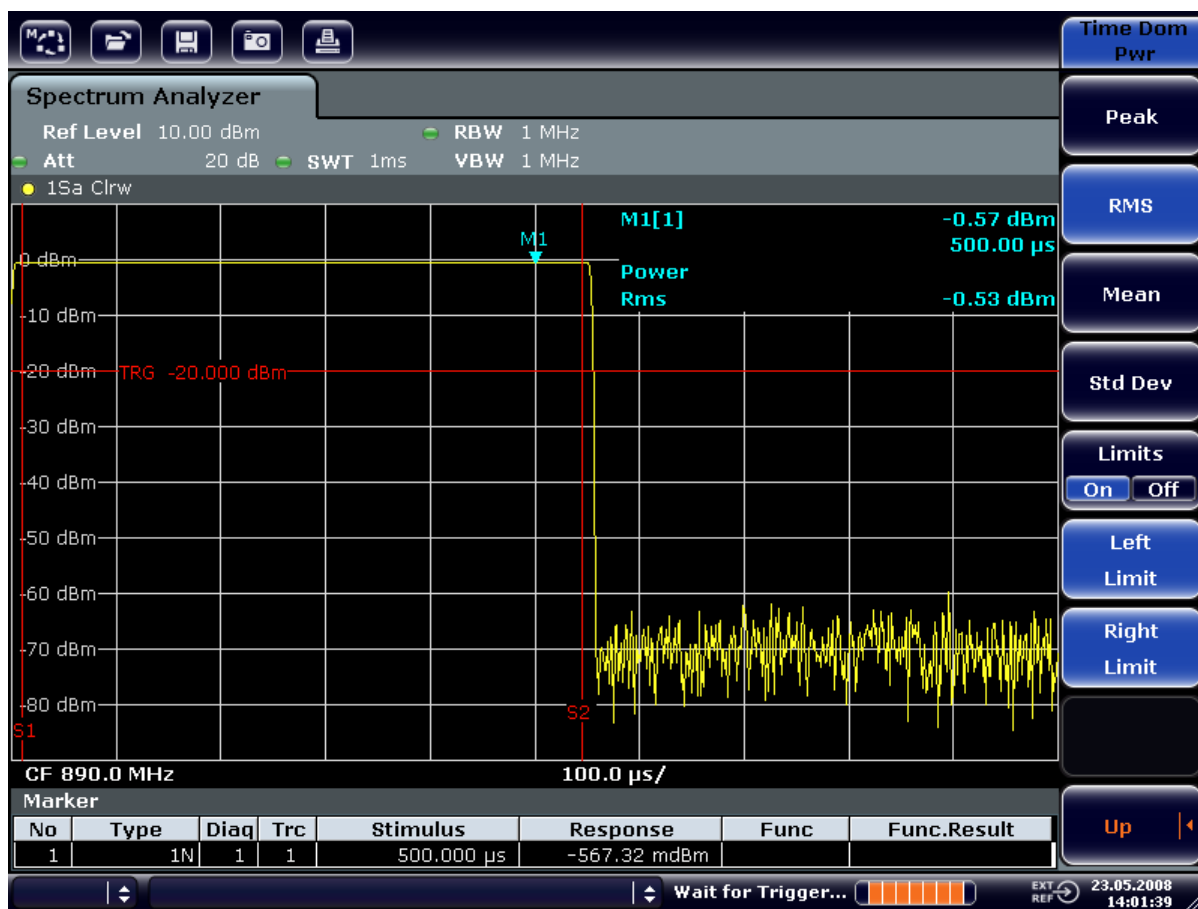 Time Dom
Pwr
Spectrum Analyzer
Ref Level 10.00 dBm RBW 1 MHz
Att 20 dB SWT 1ms VBW 1 MHz
1Sa Clrw
M1[1] -0.57 dBm
500.00 µs
Power
Rms -0.53 dBm
M1
0 dBm
-10 dBm
-20 dBm
TRG -20.000 dBm
-30 dBm
-40 dBm
-50 dBm
-60 dBm
-70 dBm
-80 dBm
S1
S2
CF 890.0 MHz 100.0 µs/
Marker
No Type Diag Trc Stimulus Response Func Func.Result
1 1N 1 1 500.000 µs -567.32 mdBm
Peak
RMS
Mean
Std Dev
Limits
On Off
Left
Limit
Right
Limit
Up
Wait for Trigger...
EXT
REF
23.05.2008
14:01:39
M